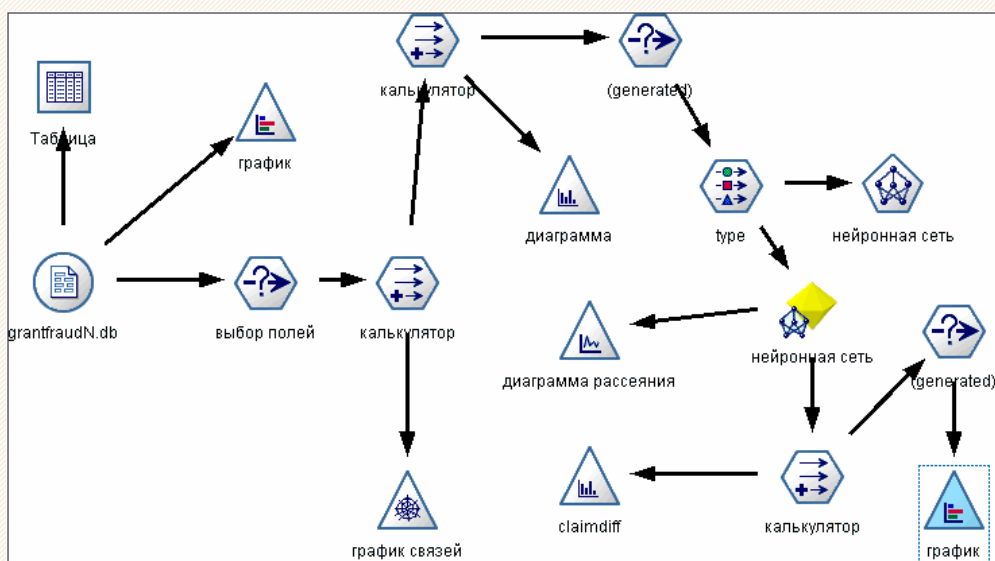 калькулятор
(generated)
Таблица
график
диаграмма
type
нейронная сеть
grantfraudN.db
выбор полей
калькулятор
диаграмма рассеяния
нейронная сеть
(generated)
график связей
claimdiff
калькулятор
график